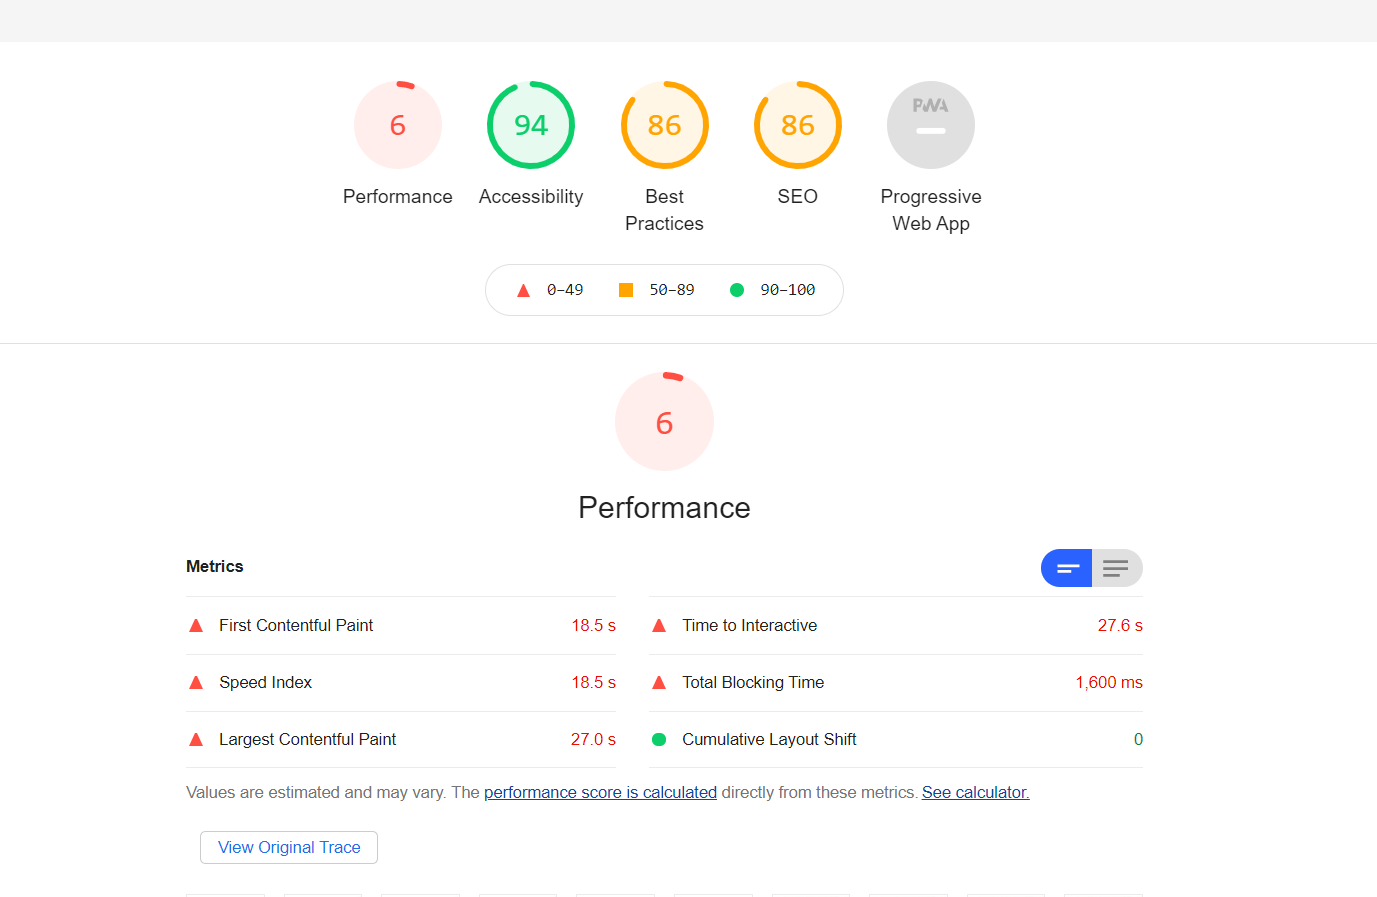 6
94
86
86
PWA
Performance
Accessibility
Best
Practices
SEO
Progressive
Web App
0–49
50–89
90–100
6
Performance
Metrics
First Contentful Paint
18.5 s
Time to Interactive
27.6 s
Speed Index
18.5 s
Total Blocking Time
1,600 ms
Largest Contentful Paint
27.0 s
Cumulative Layout Shift
0
Values are estimated and may vary. The performance score is calculated directly from these metrics. See calculator.
View Original Trace